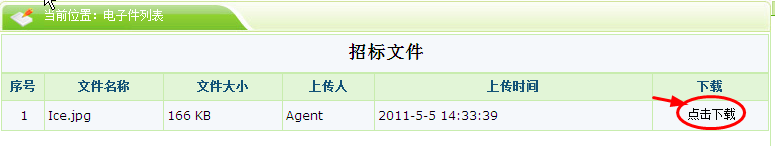 当前位置：电子件列表
招标文件
序号 文件名称 文件大小 上传人 上传时间 下载
1 Ice.jpg 166 KB Agent 2011-5-5 14:33:39 点击下载